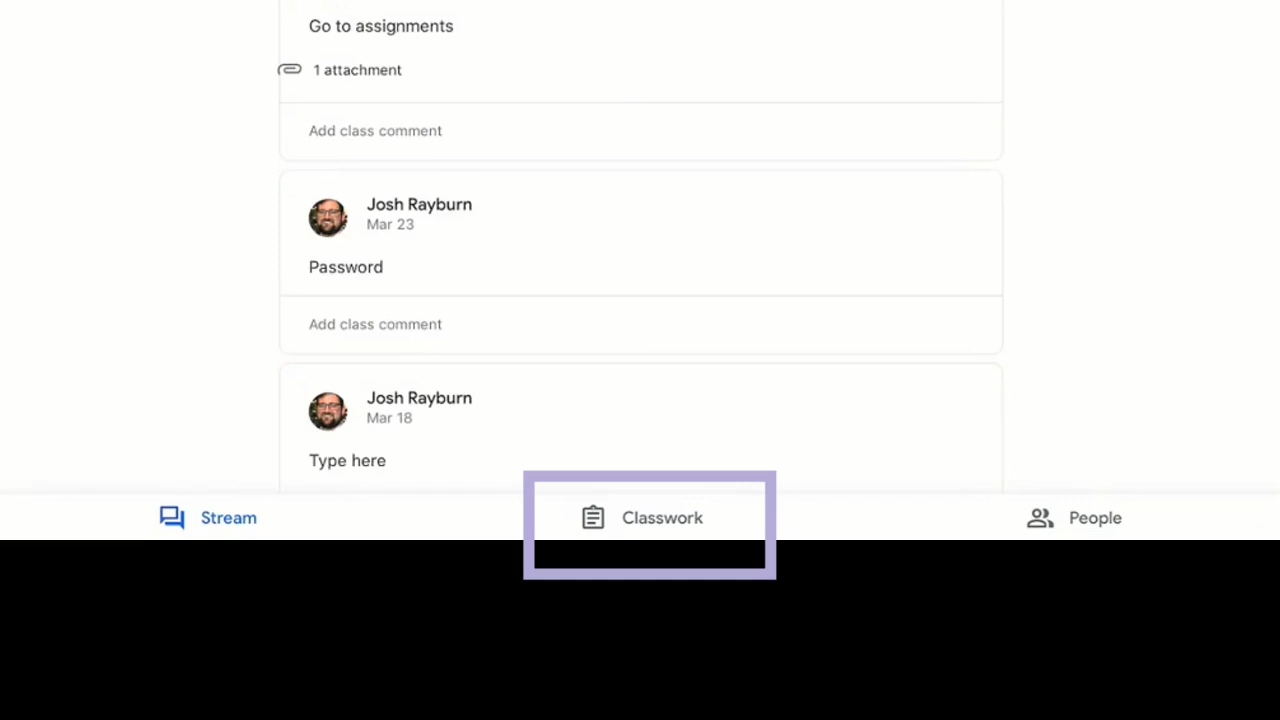 Go to assignments
1 attachment
Add class comment
Josh Rayburn
Mar 23
Password
Add class comment
Josh Rayburn
Mar 18
Type here
Stream
Classwork
People